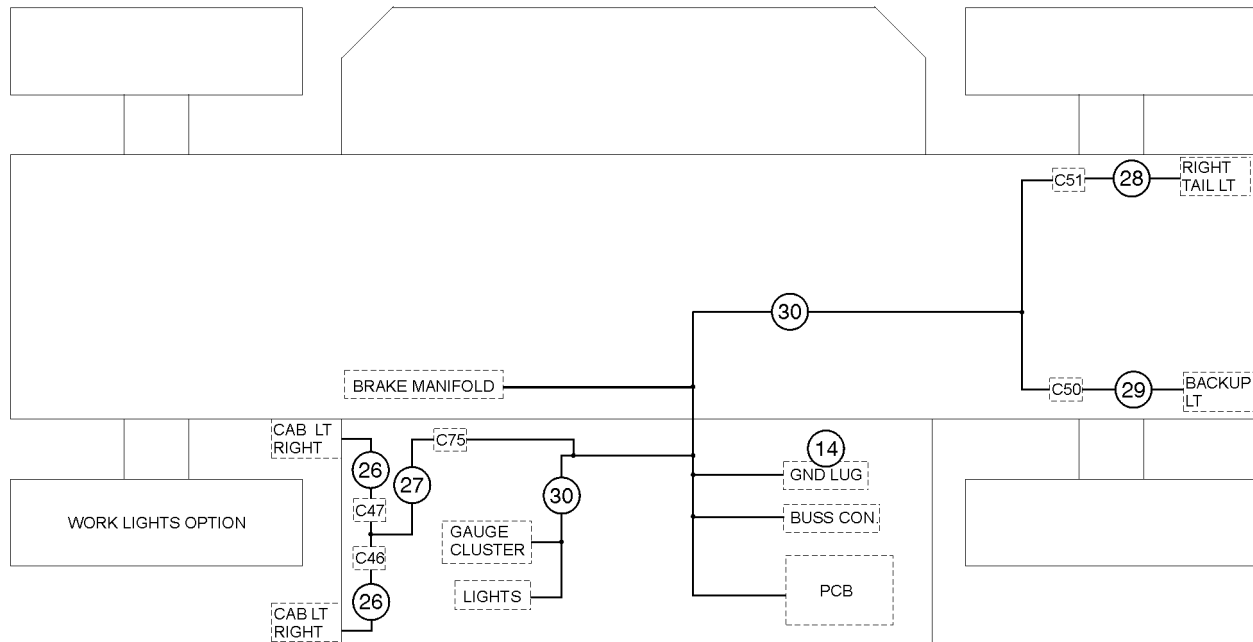 C51
28
RIGHT
TAIL LT
30
BRAKE MANIFOLD
C50
29
BACKUP
LT
CAB LT
RIGHT
C75
14
26
27
GND LUG
30
C47
WORK LIGHTS OPTION
BUSS CON.
GAUGE
CLUSTER
C46
PCB
LIGHTS
26
CAB LT
RIGHT